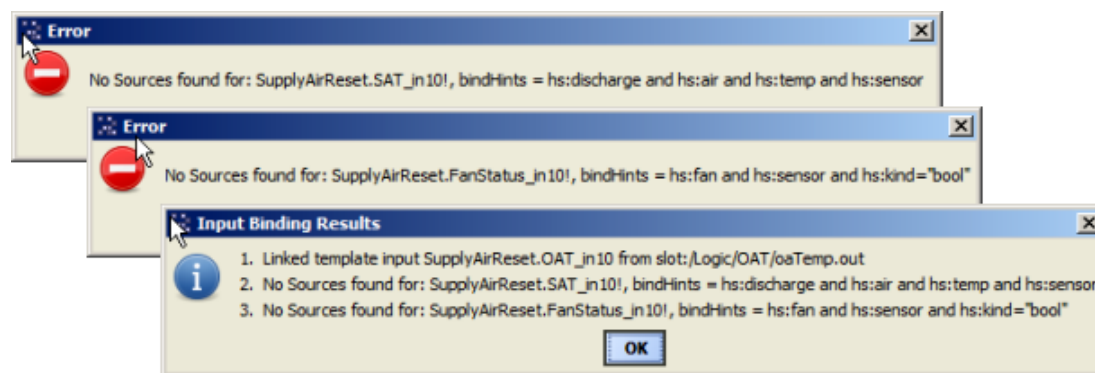 Error
No Sources found for: SupplyAirReset.SAT_in10!, bindHints = hs:discharge and hs:air and hs:temp and hs:sensor
Error
No Sources found for: SupplyAirReset.FanStatus_in10!, bindHints = hs:fan and hs:sensor and hs:kind="bool"
Input Binding Results
1. Linked template input SupplyAirReset.OAT_in10 from slot:/Logic/OAT/oaTemp.out
2. No Sources found for: SupplyAirReset.SAT_in10!, bindHints = hs:discharge and hs:air and hs:temp and hs:sensor
3. No Sources found for: SupplyAirReset.FanStatus_in10!, bindHints = hs:fan and hs:sensor and hs:kind="bool"
OK